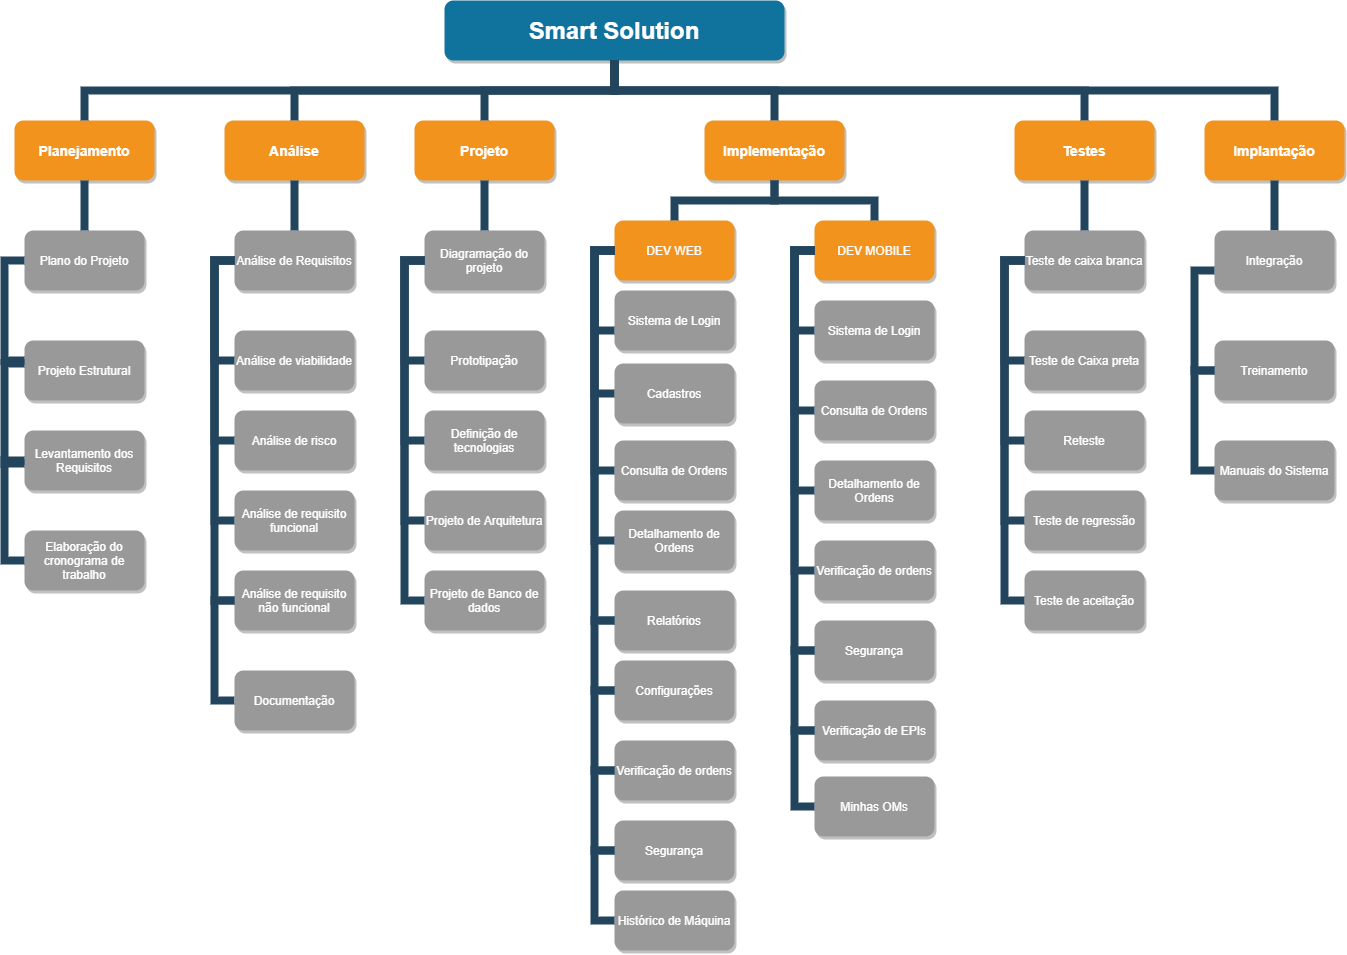 Smart Solution
Planejamento
Análise
Projeto
Implementação
Testes
Implantação
Plano do Projeto
Projeto Estrutural
Levantamento dos
Requisitos
Elaboração do
cronograma de
trabalho
Análise de Requisitos
Análise de viabilidade
Análise de risco
Análise de requisito
funcional
Análise de requisito
não funcional
Documentação
Diagramação do
projeto
Prototipação
Definição de
tecnologias
Projeto de Arquitetura
Projeto de Banco de
dados
DEV WEB
Sistema de Login
Cadastros
Consulta de Ordens
Detalhamento de
Ordens
Relatórios
Configurações
Verificação de ordens
Segurança
Histórico de Máquina
DEV MOBILE
Sistema de Login
Consulta de Ordens
Detalhamento de
Ordens
Verificação de ordens
Segurança
Verificação de EPIs
Minhas OMs
Teste de caixa branca
Teste de Caixa preta
Reteste
Teste de regressão
Teste de aceitação
Integração
Treinamento
Manuais do Sistema